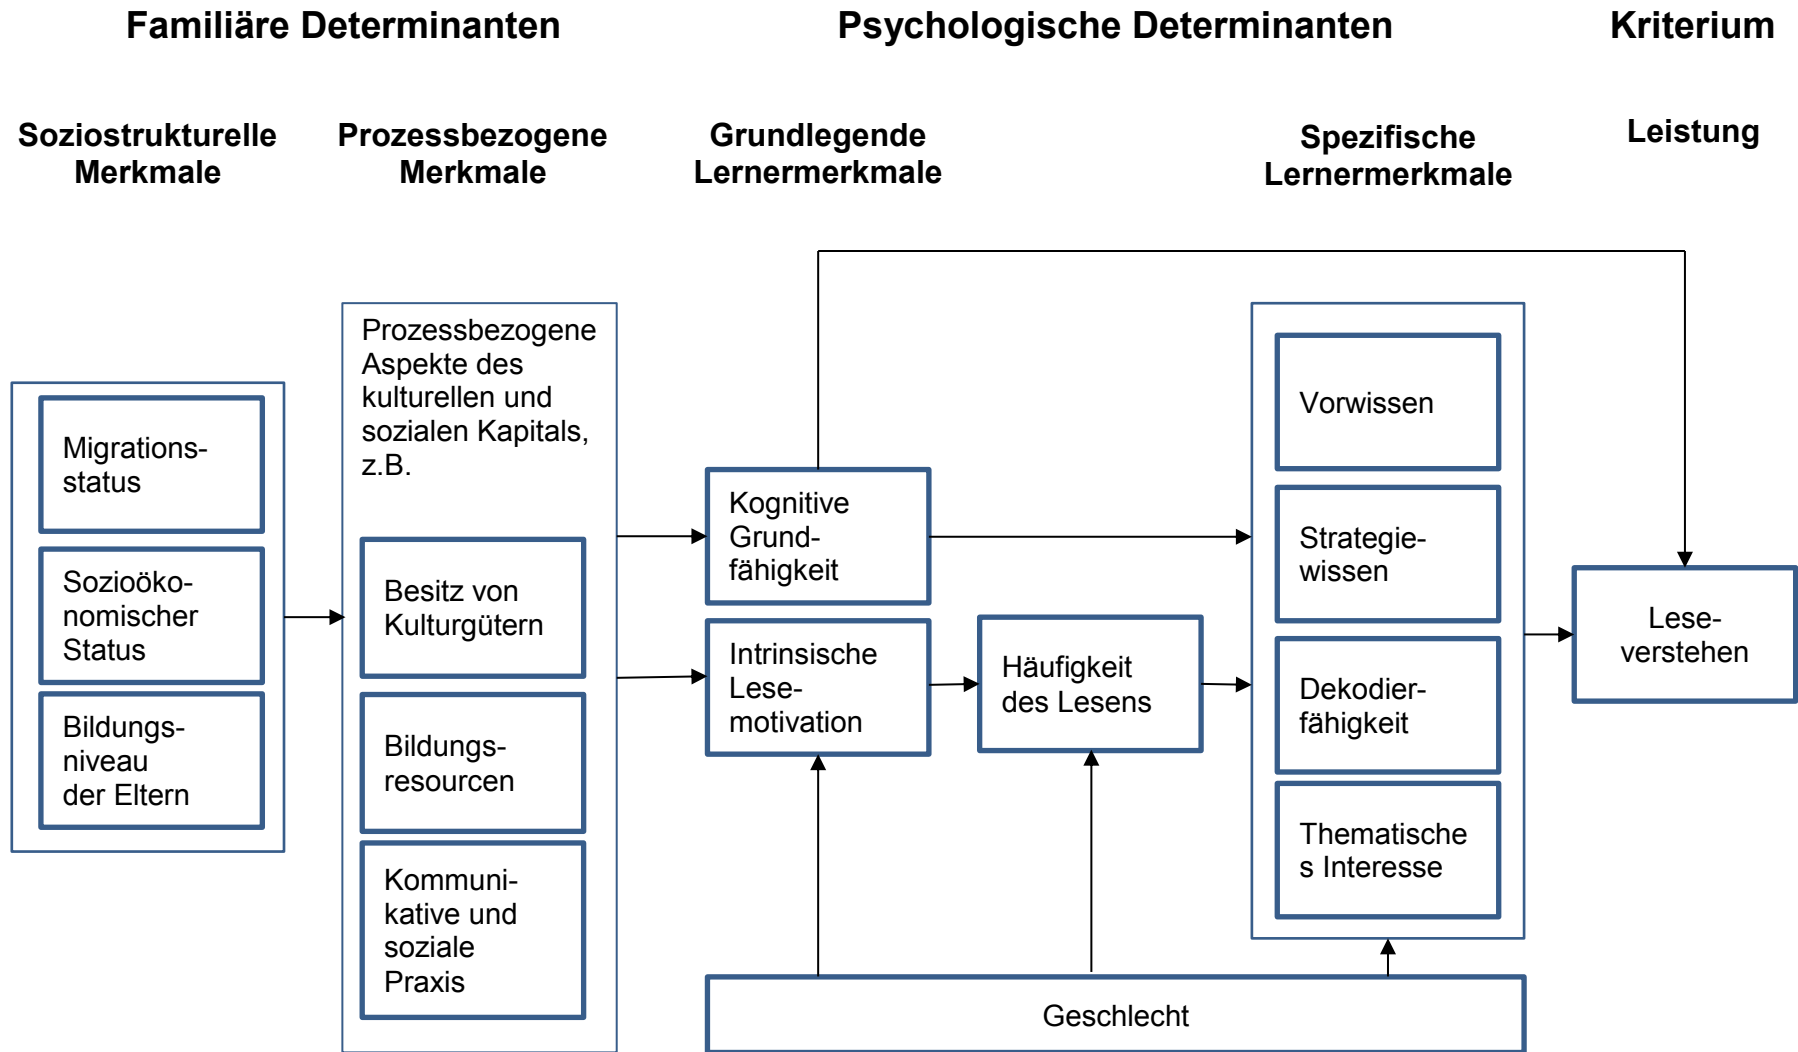 Familiäre Determinanten
Psychologische Determinanten
Kriterium
Soziostrukturelle
Merkmale
Prozessbezogene
Merkmale
Grundlegende
Lernermerkmale
Spezifische
Lernermerkmale
Leistung
Migrations-
status
Sozioöko-
nomischer
Status
Bildungs-
niveau
der Eltern
Prozessbezogene
Aspekte des
kulturellen und
sozialen Kapitals,
z.B.
Besitz von
Kulturgütern
Bildungs-
resourcen
Kommuni-
kative und
soziale
Praxis
Kognitive
Grund-
fähigkeit
Intrinsische
Lese-
motivation
Häufigkeit
des Lesens
Vorwissen
Strategie-
wissen
Dekodier-
fähigkeit
Thematische
s Interesse
Lese-
verstehen
Geschlecht